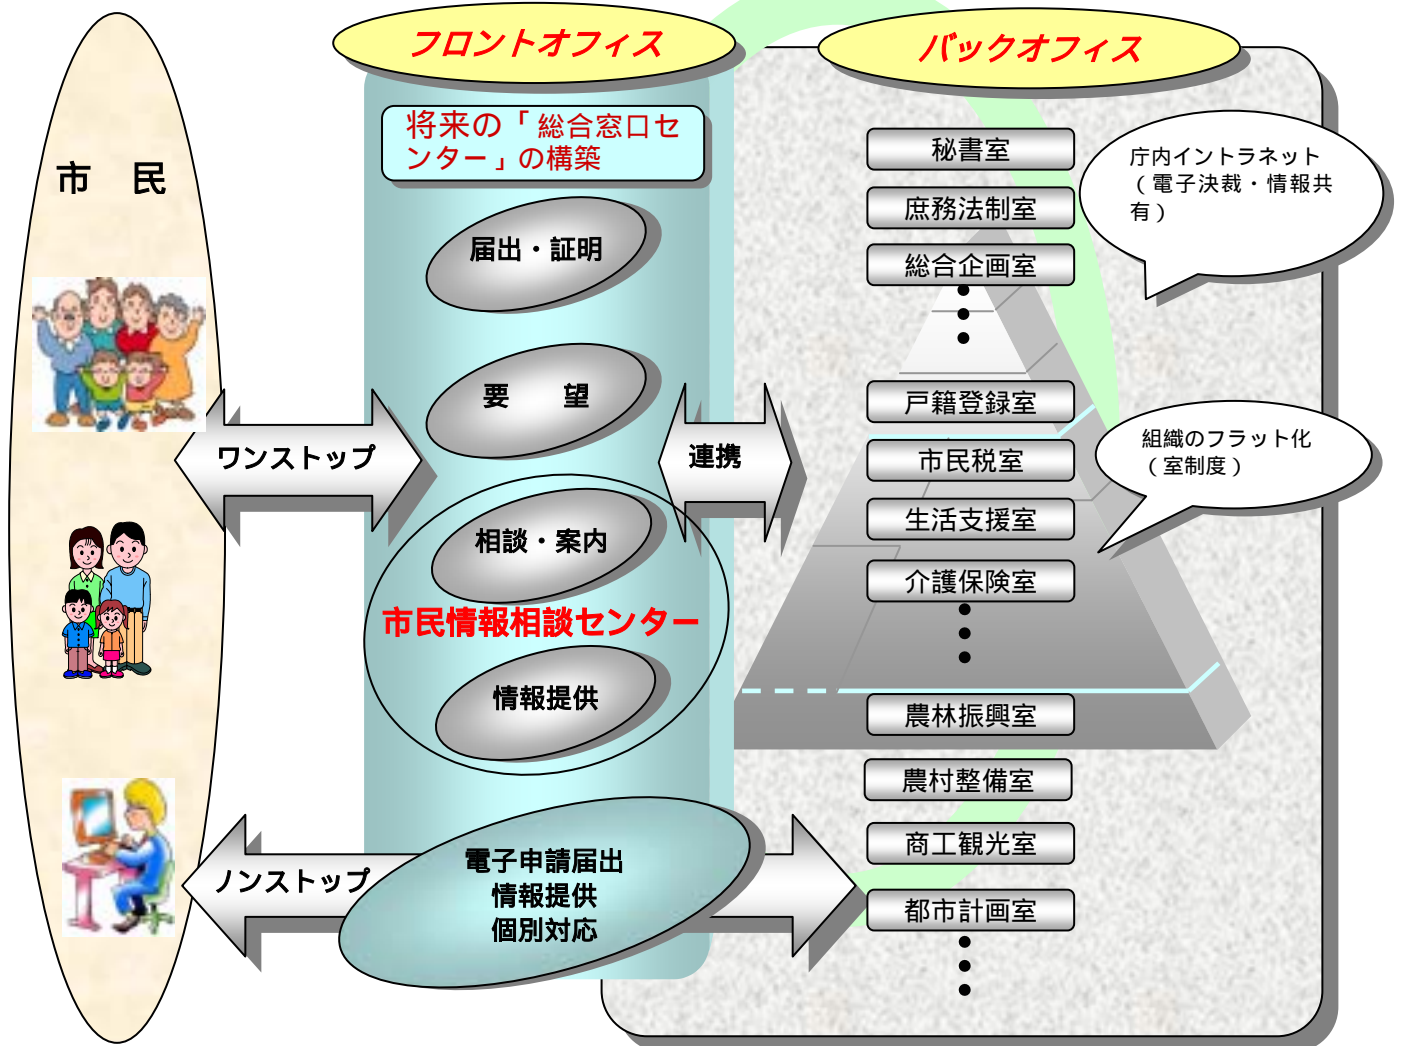 フロントオフィス
バックオフィス
市　民
将来の「総合窓口セ
ンター」の構築
届出・証明
要　　望
ワンストップ
連携
相談・案内
市民情報相談センター
情報提供
ノンストップ
電子申請届出
情報提供
個別対応
秘書室
庶務法制室
総合企画室
戸籍登録室
市民税室
生活支援室
介護保険室
農林振興室
農村整備室
商工観光室
都市計画室
庁内イントラネット
（電子決裁・情報共
有）
組織のフラット化
（室制度）